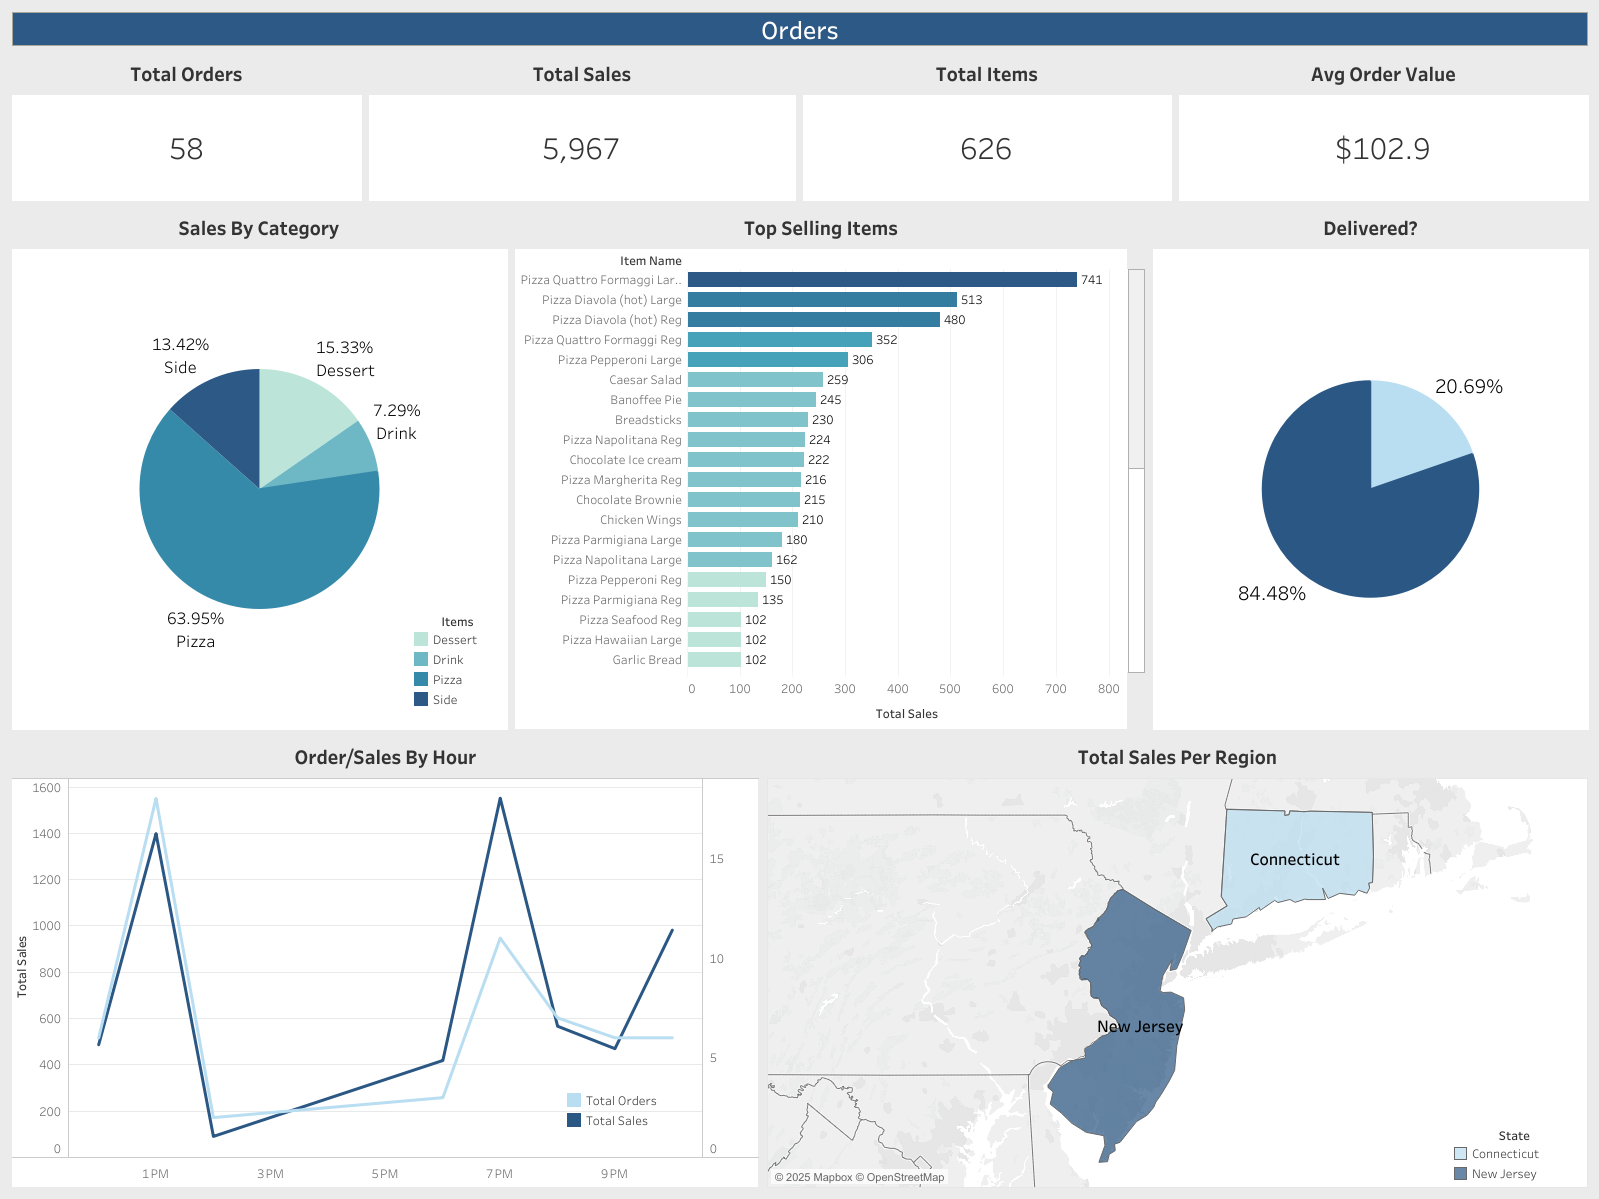 Orders
Total Orders
Total Sales
Total Items
Avg Order Value
58
5,967
626
$102.9
Sales By Category
Top Selling Items
Delivered?
13.42%
Side
15.33%
Dessert
7.29%
Drink
63.95%
Pizza
Items
Dessert
Drink
Pizza
Side
Item Name
Pizza Quattro Formaggi Lar.. 741
Pizza Diavola (hot) Large 513
Pizza Diavola (hot) Reg 480
Pizza Quattro Formaggi Reg 352
Pizza Pepperoni Large 306
Caesar Salad 259
Banoffee Pie 245
Breadsticks 230
Pizza Napolitana Reg 224
Chocolate Ice cream 222
Pizza Margherita Reg 216
Chocolate Brownie 215
Chicken Wings 210
Pizza Parmigiana Large 180
Pizza Napolitana Large 162
Pizza Pepperoni Reg 150
Pizza Parmigiana Reg 135
Pizza Seafood Reg 102
Pizza Hawaiian Large 102
Garlic Bread 102
0 100 200 300 400 500 600 700 800
Total Sales
20.69%
84.48%
Order/Sales By Hour
Total Sales Per Region
1600
1400
1200
1000
800
600
400
200
0
Total Sales
15
10
5
0
Total Orders
Total Sales
1PM 3PM 5PM 7PM 9PM
Connecticut
New Jersey
State
Connecticut
New Jersey
© 2025 Mapbox © OpenStreetMap